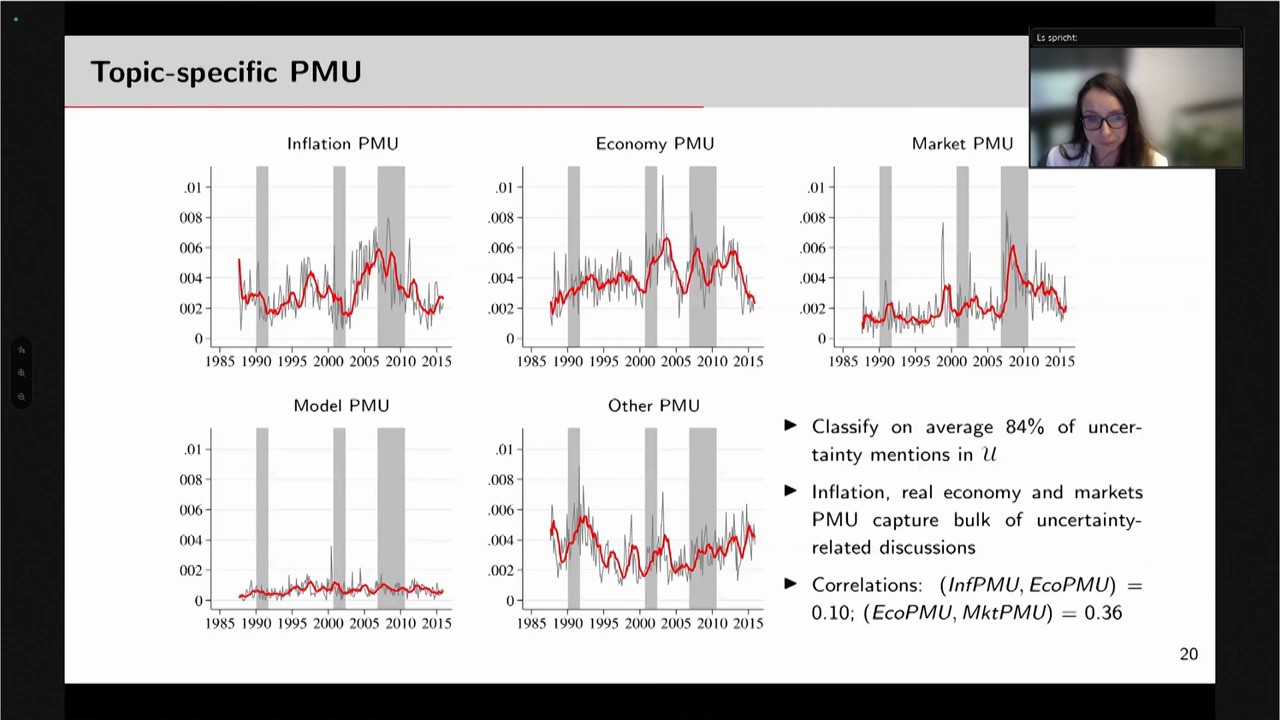 Es spricht:
Topic-specific PMU
Inflation PMU
.01
.008
.006
.004
.002
0
1985 1990 1995 2000 2005 2010 2015
Economy PMU
.01
.008
.006
.004
.002
0
1985 1990 1995 2000 2005 2010 2015
Market PMU
.01
.008
.006
.004
.002
0
1985 1990 1995 2000 2005 2010 2015
Model PMU
.01
.008
.006
.004
.002
0
1985 1990 1995 2000 2005 2010 2015
Other PMU
.01
.008
.006
.004
.002
0
1985 1990 1995 2000 2005 2010 2015
▶ Classify on average 84% of uncer-
tainty mentions in 𝒰
▶ Inflation, real economy and markets
PMU capture bulk of uncertainty-
related discussions
▶ Correlations: (InfPMU, EcoPMU) =
0.10; (EcoPMU, MktPMU) = 0.36
20